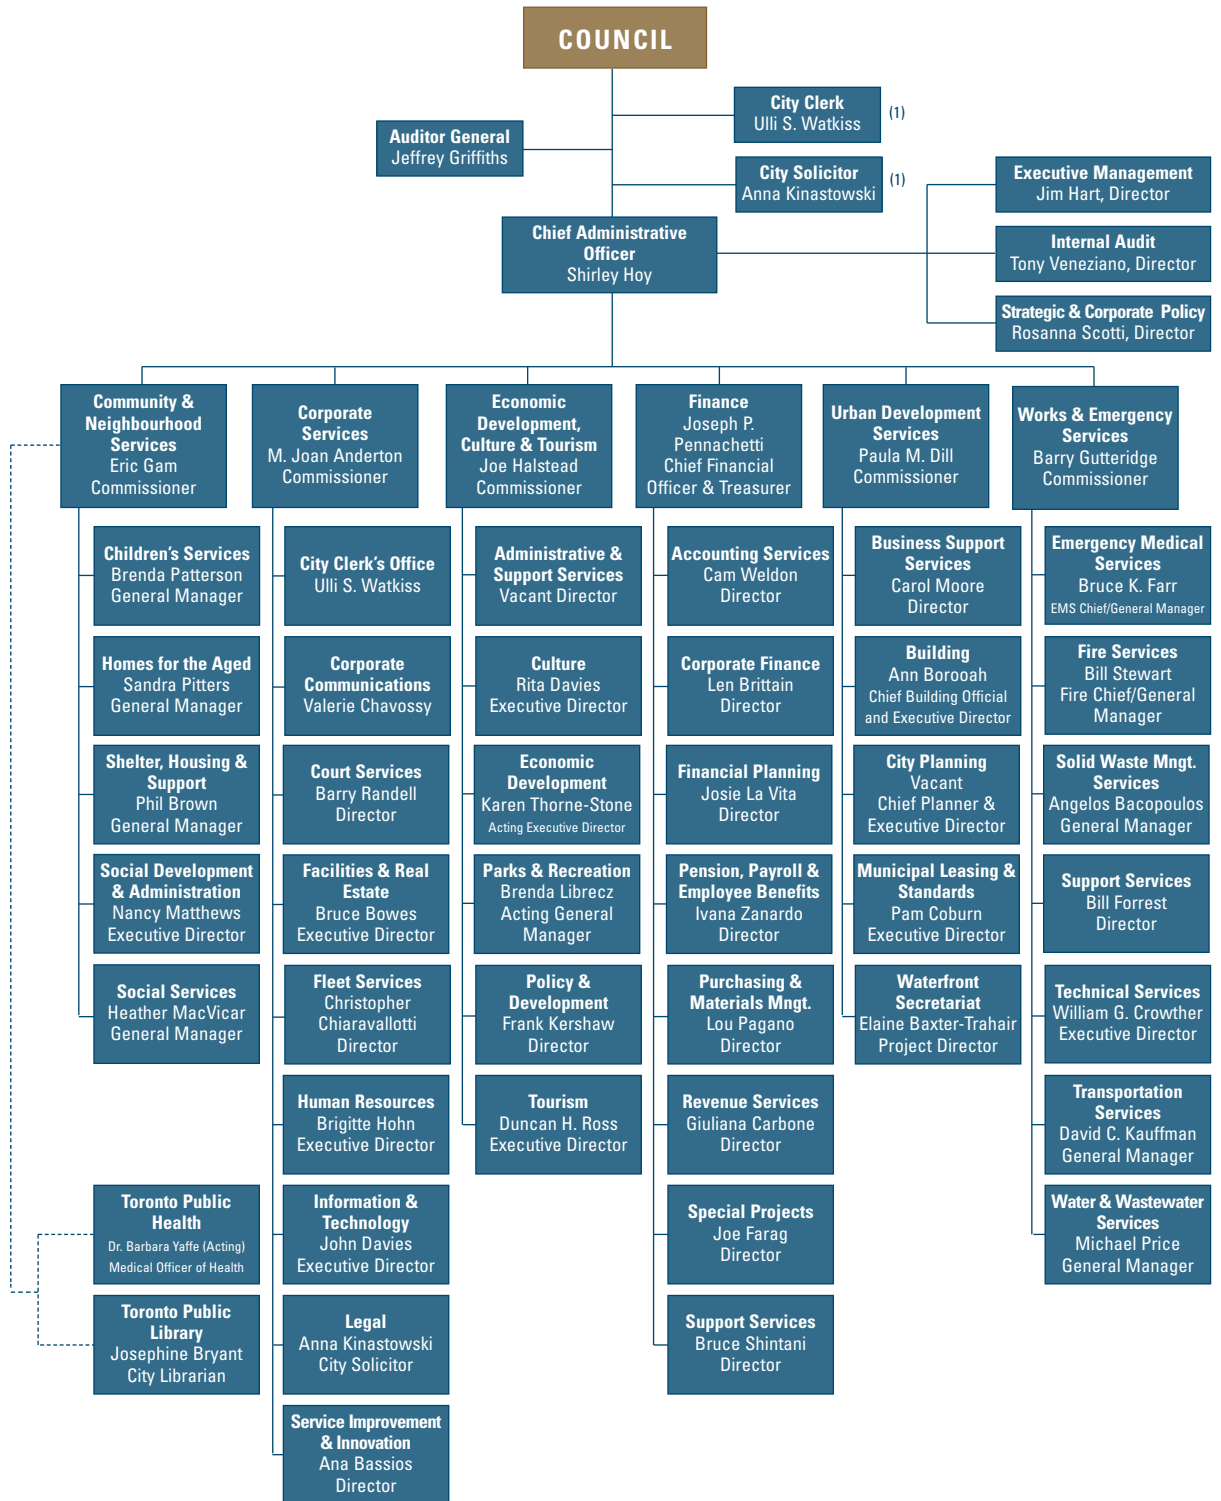 COUNCIL
City Clerk
Ulli S. Watkiss
(1)
Auditor General
Jeffrey Griffiths
City Solicitor
Anna Kinastowski
(1)
Executive Management
Jim Hart, Director
Chief Administrative
Officer
Shirley Hoy
Internal Audit
Tony Veneziano, Director
Strategic & Corporate Policy
Rosanna Scotti, Director
Community &
Neighbourhood
Services
Eric Gam
Commissioner
Corporate
Services
M. Joan Anderton
Commissioner
Economic
Development,
Culture & Tourism
Joe Halstead
Commissioner
Finance
Joseph P.
Pennachetti
Chief Financial
Officer & Treasurer
Urban Development
Services
Paula M. Dill
Commissioner
Works & Emergency
Services
Barry Gutteridge
Commissioner
Children's Services
Brenda Patterson
General Manager
Homes for the Aged
Sandra Pitters
General Manager
Shelter, Housing &
Support
Phil Brown
General Manager
Social Development
& Administration
Nancy Matthews
Executive Director
Social Services
Heather MacVicar
General Manager
Toronto Public
Health
Dr. Barbara Yaffe (Acting)
Medical Officer of Health
Toronto Public
Library
Josephine Bryant
City Librarian
City Clerk's Office
Ulli S. Watkiss
Corporate
Communications
Valerie Chavossy
Court Services
Barry Randell
Director
Facilities & Real
Estate
Bruce Bowes
Executive Director
Fleet Services
Christopher
Chiaravallotti
Director
Human Resources
Brigitte Hohn
Executive Director
Information &
Technology
John Davies
Executive Director
Legal
Anna Kinastowski
City Solicitor
Service Improvement
& Innovation
Ana Bassios
Director
Administrative &
Support Services
Vacant Director
Culture
Rita Davies
Executive Director
Economic
Development
Karen Thorne-Stone
Acting Executive Director
Parks & Recreation
Brenda Librecz
Acting General
Manager
Policy &
Development
Frank Kershaw
Director
Tourism
Duncan H. Ross
Executive Director
Accounting Services
Cam Weldon
Director
Corporate Finance
Len Brittain
Director
Financial Planning
Josie La Vita
Director
Pension, Payroll &
Employee Benefits
Ivana Zanardo
Director
Purchasing &
Materials Mngt.
Lou Pagano
Director
Revenue Services
Giuliana Carbone
Director
Special Projects
Joe Farag
Director
Support Services
Bruce Shintani
Director
Business Support
Services
Carol Moore
Director
Building
Ann Borooah
Chief Building Official
and Executive Director
City Planning
Vacant
Chief Planner &
Executive Director
Municipal Leasing &
Standards
Pam Coburn
Executive Director
Waterfront
Secretariat
Elaine Baxter-Trahair
Project Director
Emergency Medical
Services
Bruce K. Farr
EMS Chief/General Manager
Fire Services
Bill Stewart
Fire Chief/General
Manager
Solid Waste Mngt.
Services
Angelos Bacopoulos
General Manager
Support Services
Bill Forrest
Director
Technical Services
William G. Crowther
Executive Director
Transportation
Services
David C. Kauffman
General Manager
Water & Wastewater
Services
Michael Price
General Manager